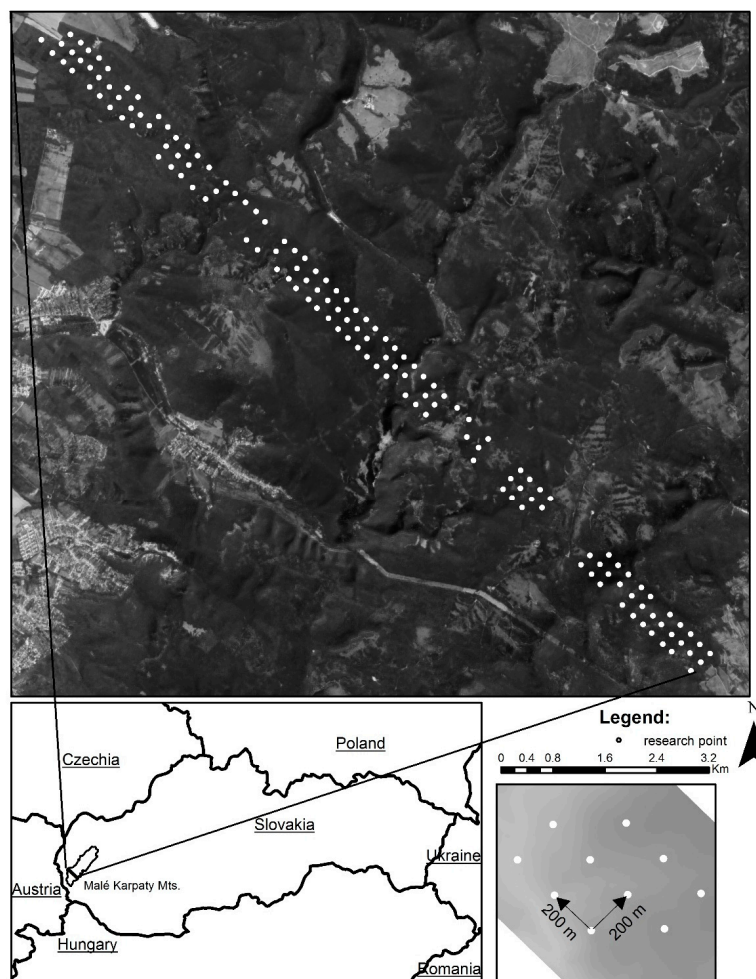 N
Legend:
research point
0 0.4 0.8 1.6 2.4 3.2
Km
Czechia
Poland
Slovakia
Ukraine
Austria
Malé Karpaty Mts.
Hungary
Romania
200 m
200 m